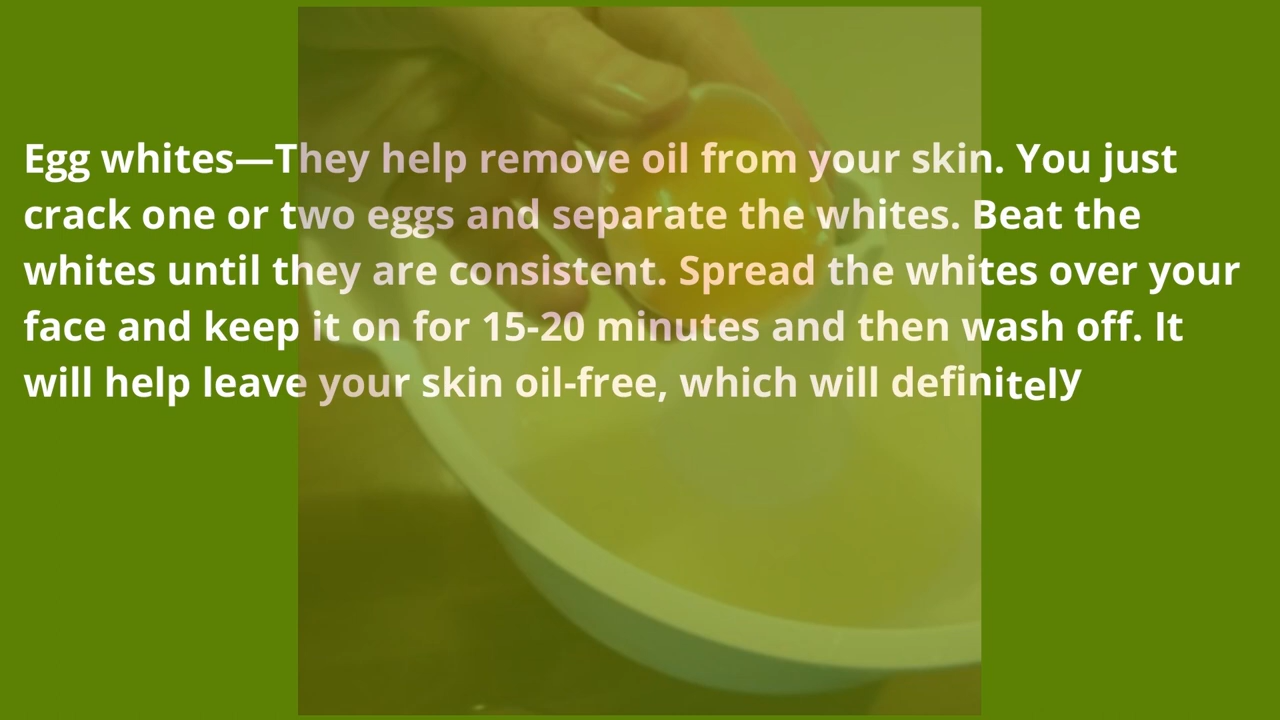 Egg whites—They help remove oil from your skin. You just
crack one or two eggs and separate the whites. Beat the
whites until they are consistent. Spread the whites over your
face and keep it on for 15-20 minutes and then wash off. It
will help leave your skin oil-free, which will definitely